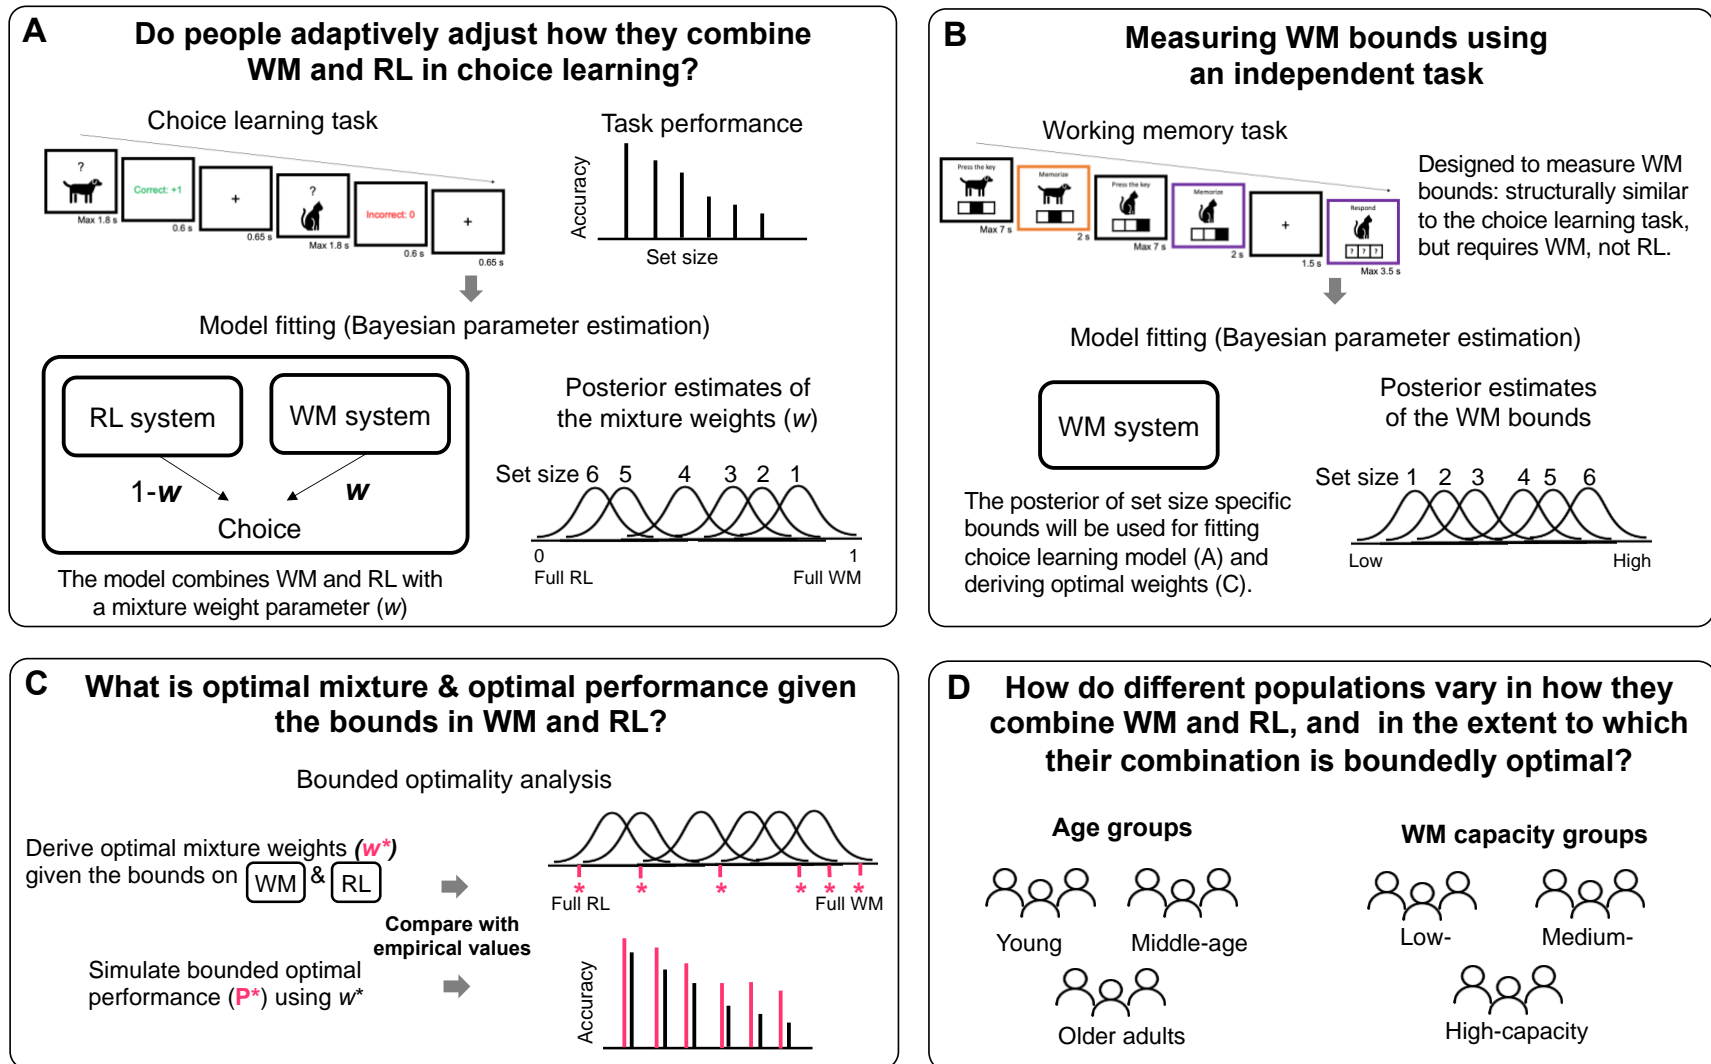 A
Do people adaptively adjust how they combine
WM and RL in choice learning?
Choice learning task
?
Max 1.8 s
Correct: +1
0.6 s
+
0.65 s
?
Max 1.8 s
Incorrect: 0
0.6 s
+
0.65 s
Task performance
Accuracy
Set size
Model fitting (Bayesian parameter estimation)
RL system
WM system
1-w
w
Choice
The model combines WM and RL with
a mixture weight parameter (w)
Posterior estimates of
the mixture weights (w)
Set size 6 5 4 3 2 1
0
1
Full RL
Full WM
B
Measuring WM bounds using
an independent task
Working memory task
Press the key
Max 7 s
Memorize
2 s
Press the key
Max 7 s
Memorize
2 s
+
1.5 s
Respond
? ? ?
Max 3.5 s
Designed to measure WM
bounds: structurally similar
to the choice learning task,
but requires WM, not RL.
Model fitting (Bayesian parameter estimation)
WM system
The posterior of set size specific
bounds will be used for fitting
choice learning model (A) and
deriving optimal weights (C).
Posterior estimates
of the WM bounds
Set size 1 2 3 4 5 6
Low
High
C
What is optimal mixture & optimal performance given
the bounds in WM and RL?
Bounded optimality analysis
Derive optimal mixture weights (w*)
given the bounds on WM & RL
* * * * * *
Full RL
Full WM
Compare with
empirical values
Simulate bounded optimal
performance (P*) using w*
Accuracy
D
How do different populations vary in how they
combine WM and RL, and in the extent to which
their combination is boundedly optimal?
Age groups
Young
Middle-age
Older adults
WM capacity groups
Low-
Medium-
High-capacity